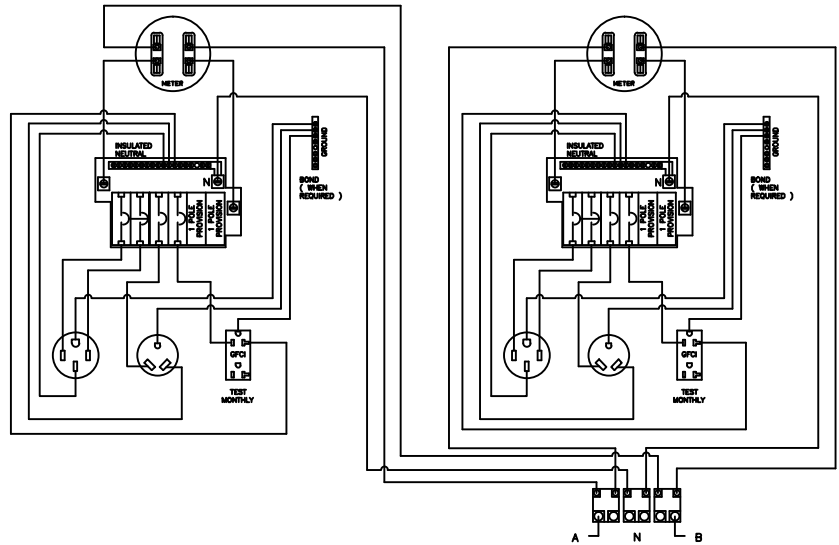 METER
INSULATED
NEUTRAL
N
GROUND
BOND
( WHEN
REQUIRED )
1 POLE
PROVISION
1 POLE
PROVISION
GFCI
TEST
MONTHLY
METER
INSULATED
NEUTRAL
N
GROUND
BOND
( WHEN
REQUIRED )
1 POLE
PROVISION
1 POLE
PROVISION
GFCI
TEST
MONTHLY
A N B